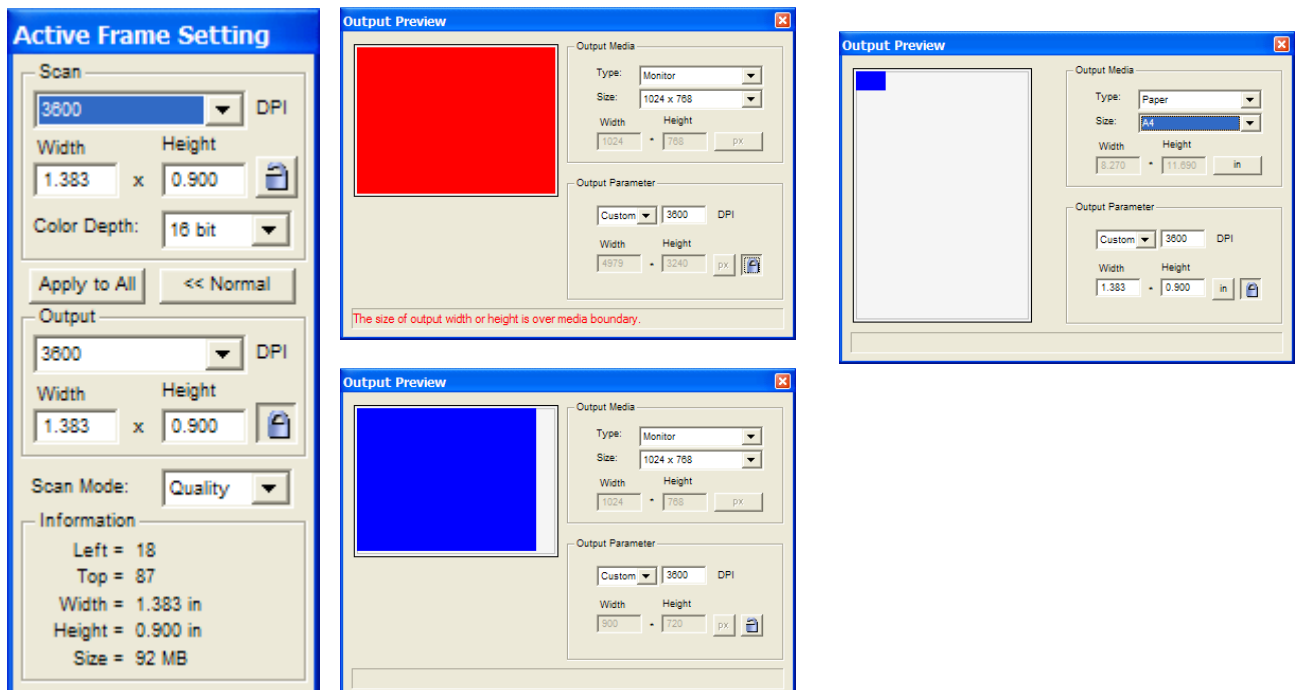 Active Frame Setting
Scan
3600 DPI
Width Height
1.383 x 0.900
Color Depth: 16 bit
Apply to All << Normal
Output
3600 DPI
Width Height
1.383 x 0.900
Scan Mode: Quality
Information
Left = 18
Top = 87
Width = 1.383 in
Height = 0.900 in
Size = 92 MB
Output Preview
Output Media
Type: Monitor
Size: 1024 x 768
Width Height
1024 * 768 px
Output Parameter
Custom 3600 DPI
Width Height
4979 * 3240 px
The size of output width or height is over media boundary.
Output Preview
Output Media
Type: Monitor
Size: 1024 x 768
Width Height
1024 * 768 px
Output Parameter
Custom 3600 DPI
Width Height
900 * 720 px
Output Preview
Output Media
Type: Paper
Size: A4
Width Height
8.270 * 11.690 in
Output Parameter
Custom 3600 DPI
Width Height
1.383 * 0.900 in